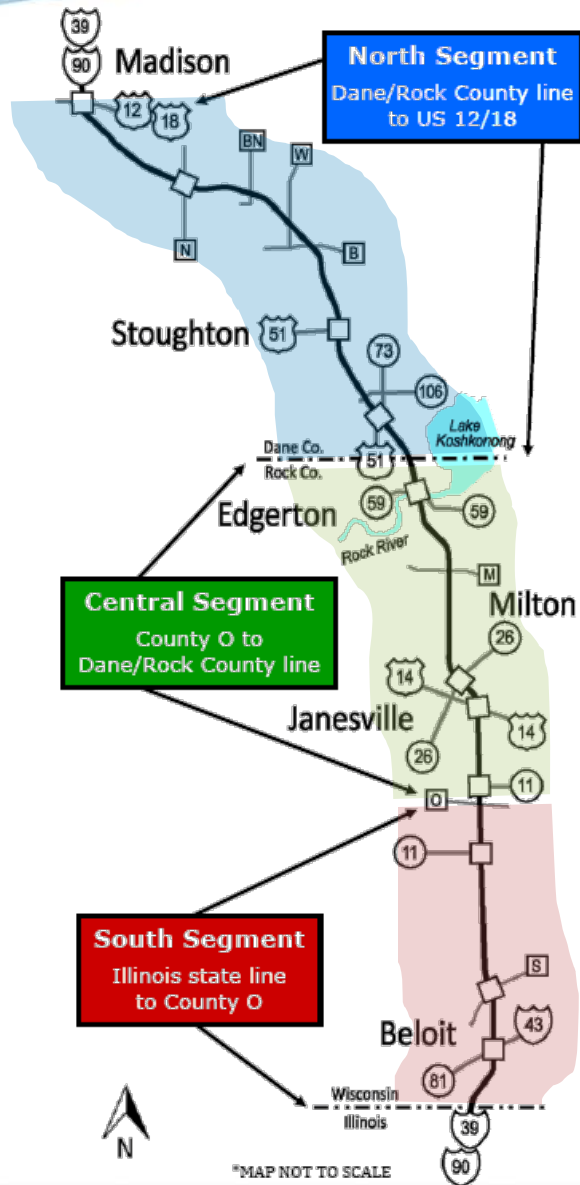 39
90
Madison
North Segment
Dane/Rock County line
to US 12/18
12
18
BN
W
N
B
Stoughton
51
73
106
Lake
Koshkonong
Dane Co.
Rock Co.
51
Edgerton
59
59
Rock River
M
Central Segment
County O to
Dane/Rock County line
Milton
26
14
Janesville
14
26
11
O
11
South Segment
Illinois state line
to County O
S
Beloit
43
81
Wisconsin
Illinois
39
90
N
*MAP NOT TO SCALE